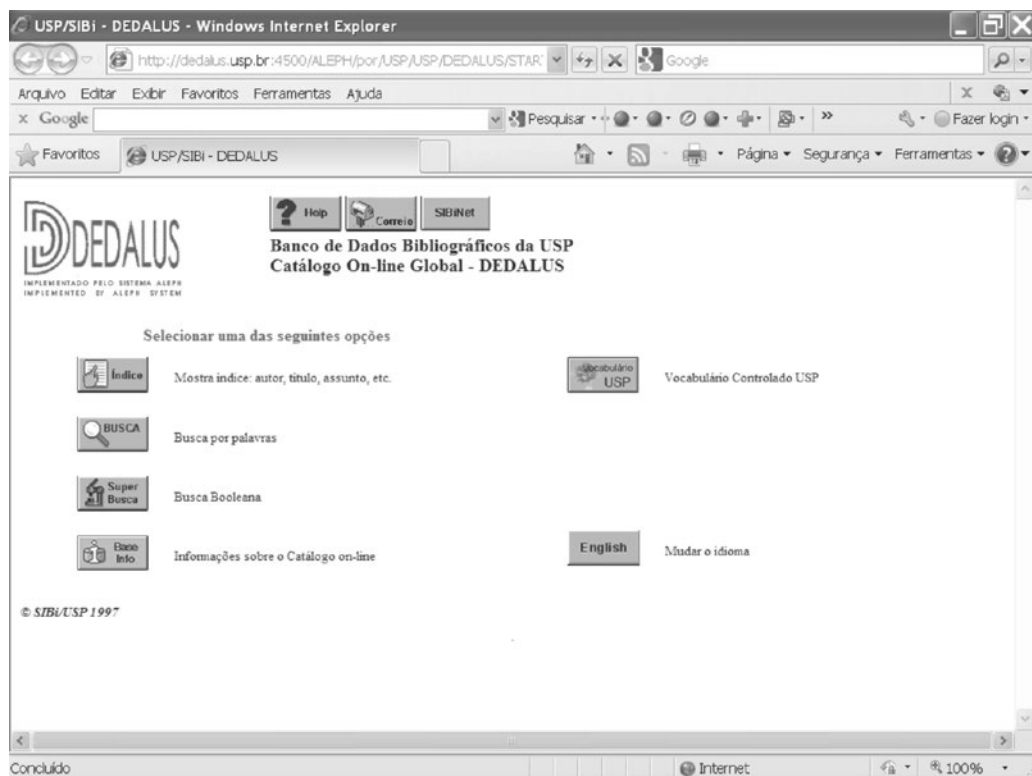 USP/SIBi - DEDALUS - Windows Internet Explorer
http://dedalus.usp.br:4500/ALEPH/por/USP/USP/DEDALUS/STAR
Google
Arquivo Editar Exibir Favoritos Ferramentas Ajuda
x Google Pesquisar Fazer login
Favoritos USP/SIBi - DEDALUS Página Segurança Ferramentas
Help Correio SIBiNet
DEDALUS
IMPLEMENTADO PELO SISTEMA ALEPH
IMPLEMENTED BY ALEPH SYSTEM
Banco de Dados Bibliográficos da USP
Catálogo On-line Global - DEDALUS
Selecionar uma das seguintes opções
Índice Mostra indice: autor, titulo, assunto, etc. Vocabulário USP Vocabulário Controlado USP
BUSCA Busca por palavras
Super Busca Busca Booleana
Base Info Informações sobre o Catálogo on-line English Mudar o idioma
© SIBi/USP 1997
Concluído Internet 100%